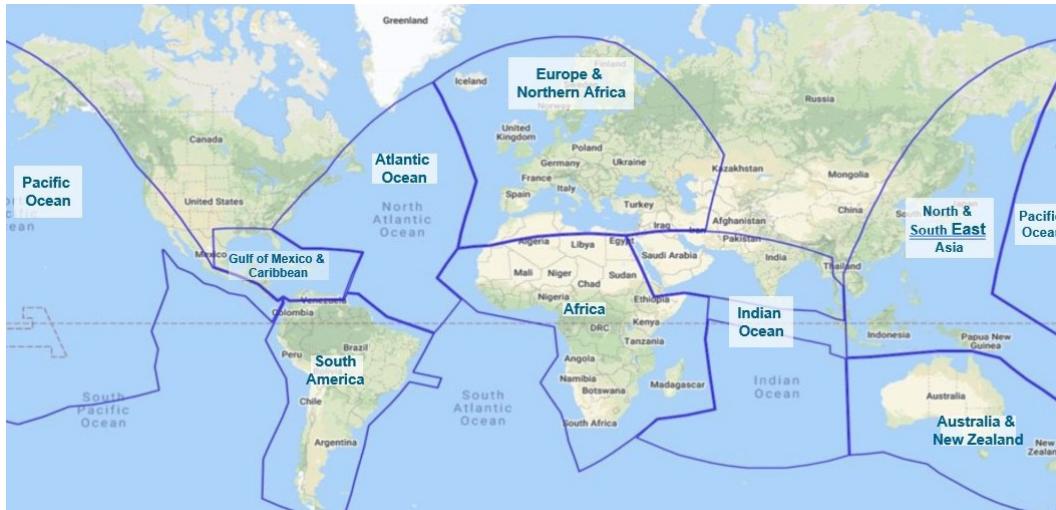 Greenland
Iceland
Europe &
Northern Africa
Finland
Norway
Russia
Canada
United
Kingdom
Poland
Germany
Ukraine
France
Kazakhstan
Mongolia
Atlantic
Ocean
Pacific
Ocean
United States
North
Atlantic
Ocean
Spain
Italy
Turkey
China
Japan
North &
South East
Asia
Pacific
Ocean
Iraq
Iran
Afghanistan
Pakistan
Algeria
Libya
Egypt
Saudi Arabia
India
Mexico
Gulf of Mexico &
Caribbean
Mali
Niger
Chad
Sudan
Thailand
Venezuela
Colombia
Nigeria
Ethiopia
Africa
Indian
Ocean
DRC
Kenya
Tanzania
Indonesia
Papua New
Guinea
Peru
Brazil
South
America
Angola
Namibia
Botswana
Madagascar
Indian
Ocean
Australia
South
Pacific
Ocean
Chile
South
Atlantic
Ocean
South Africa
Australia &
New Zealand
Argentina
New